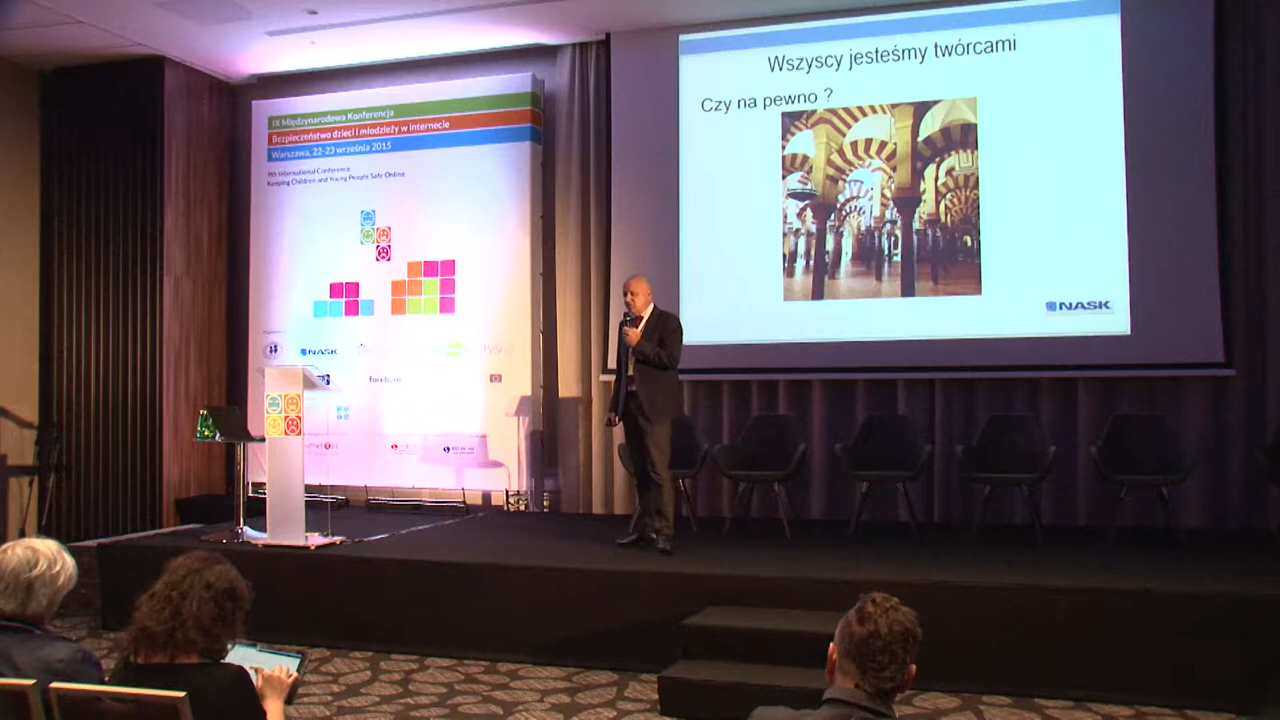 IX Międzynarodowa Konferencja
Bezpieczeństwo dzieci i młodzieży w internecie
Warszawa, 22-23 września 2015
9th International Conference
Keeping Children and Young People Safe Online
NASK
facebook
Wszyscy jesteśmy twórcami
Czy na pewno ?
NASK